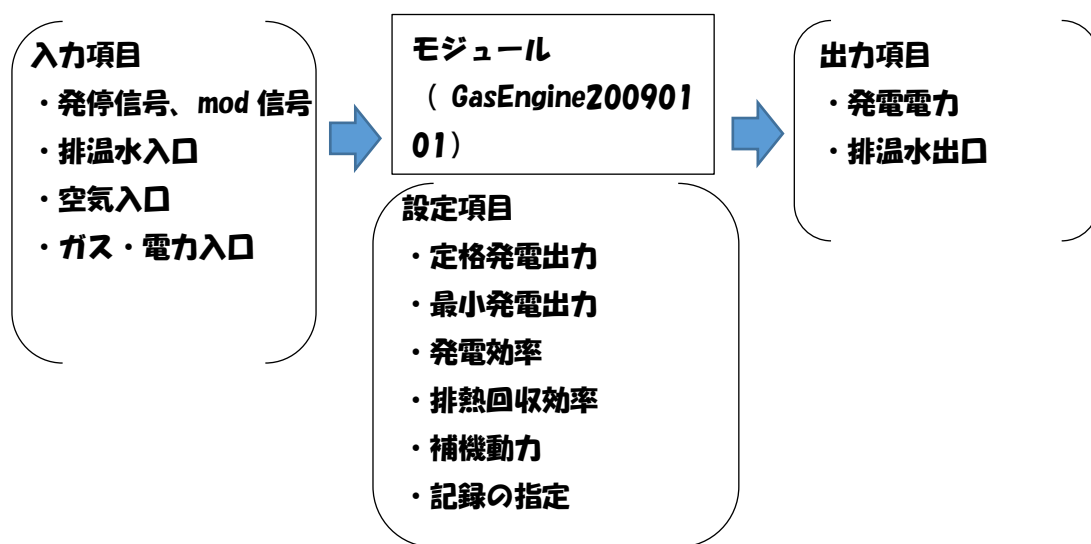 入力項目
・発停信号、mod 信号
・排温水入口
・空気入口
・ガス・電力入口
モジュール
( GasEngine200901
01)
設定項目
・定格発電出力
・最小発電出力
・発電効率
・排熱回収効率
・補機動力
・記録の指定
出力項目
・発電電力
・排温水出口